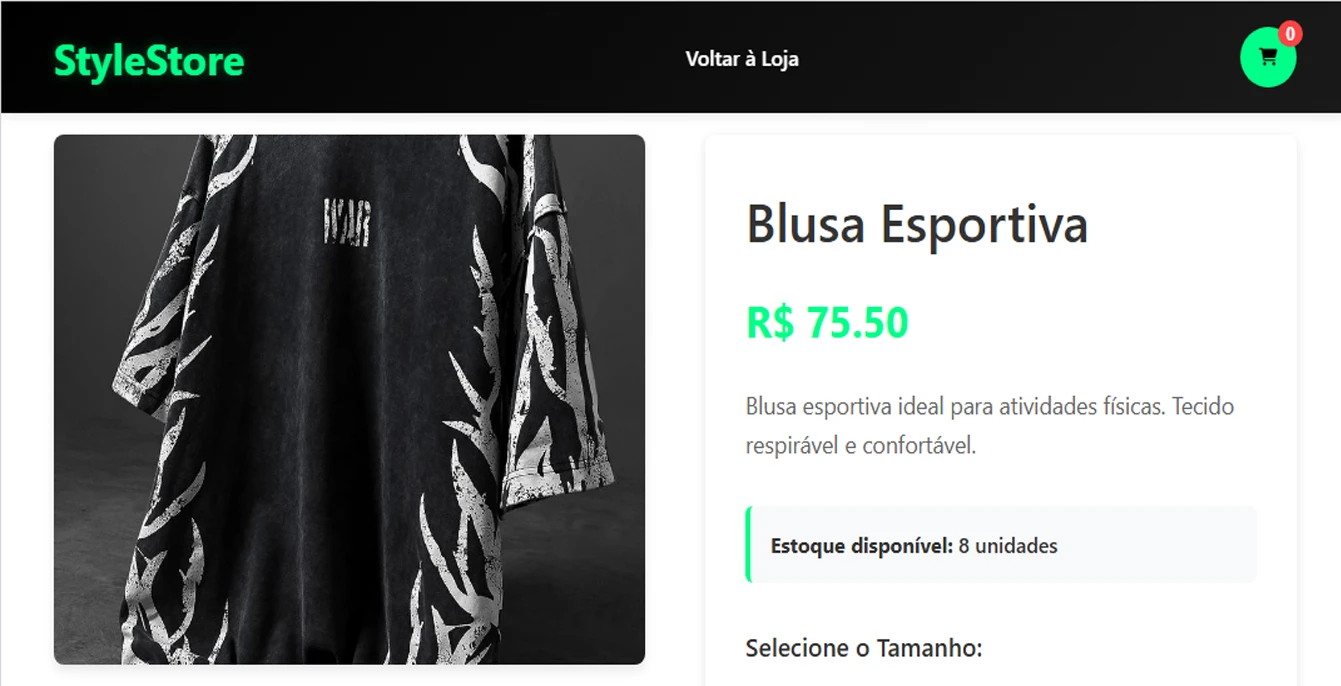 StyleStore
Voltar à Loja
0
WAR
Blusa Esportiva
R$ 75.50
Blusa esportiva ideal para atividades físicas. Tecido
respirável e confortável.
Estoque disponível: 8 unidades
Selecione o Tamanho: